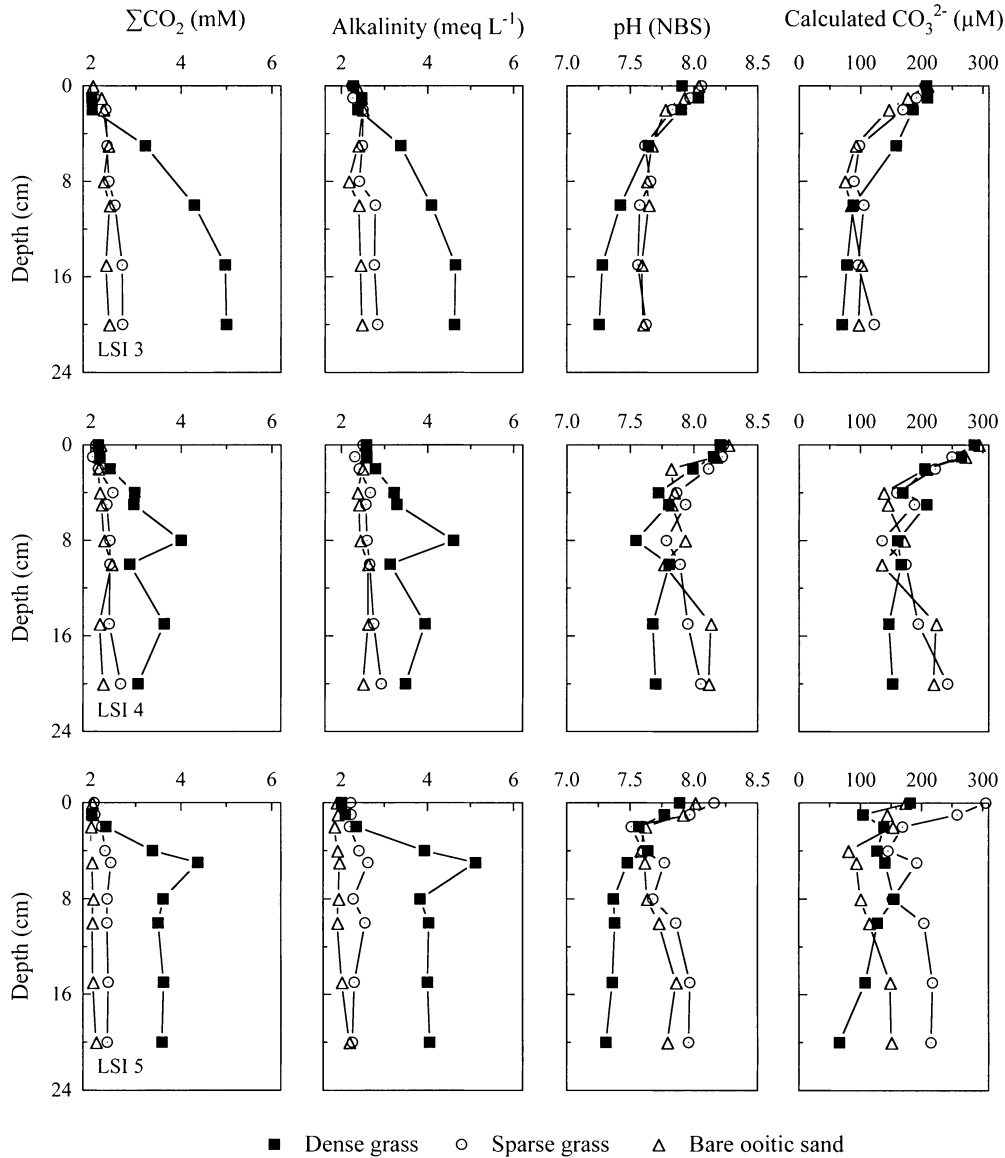 ∑CO₂ (mM) Alkalinity (meq L⁻¹) pH (NBS) Calculated CO₃²⁻ (µM)
2 4 6 2 4 6 7.0 7.5 8.0 8.5 0 100 200 300
0
8
16
24
Depth (cm)
LSI 3
2 4 6 2 4 6 7.0 7.5 8.0 8.5 0 100 200 300
0
8
16
24
Depth (cm)
LSI 4
2 4 6 2 4 6 7.0 7.5 8.0 8.5 0 100 200 300
0
8
16
24
Depth (cm)
LSI 5
Dense grass Sparse grass Bare ooitic sand